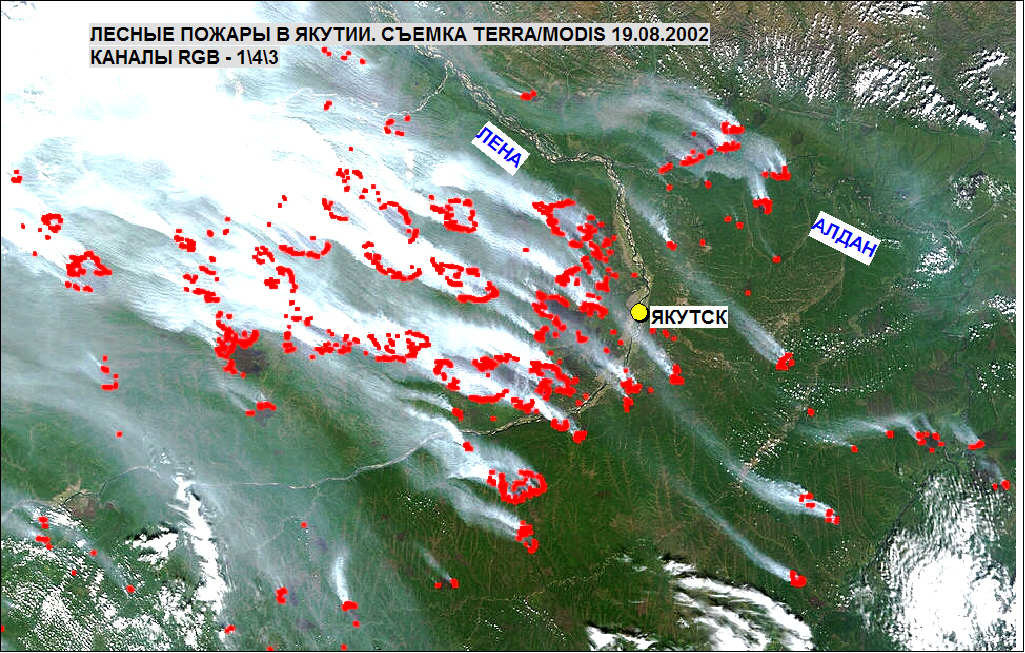 ЛЕСНЫЕ ПОЖАРЫ В ЯКУТИИ. СЪЕМКА TERRA/MODIS 19.08.2002
КАНАЛЫ RGB - 1\4\3
ЛЕНА
АЛДАН
ЯКУТСК